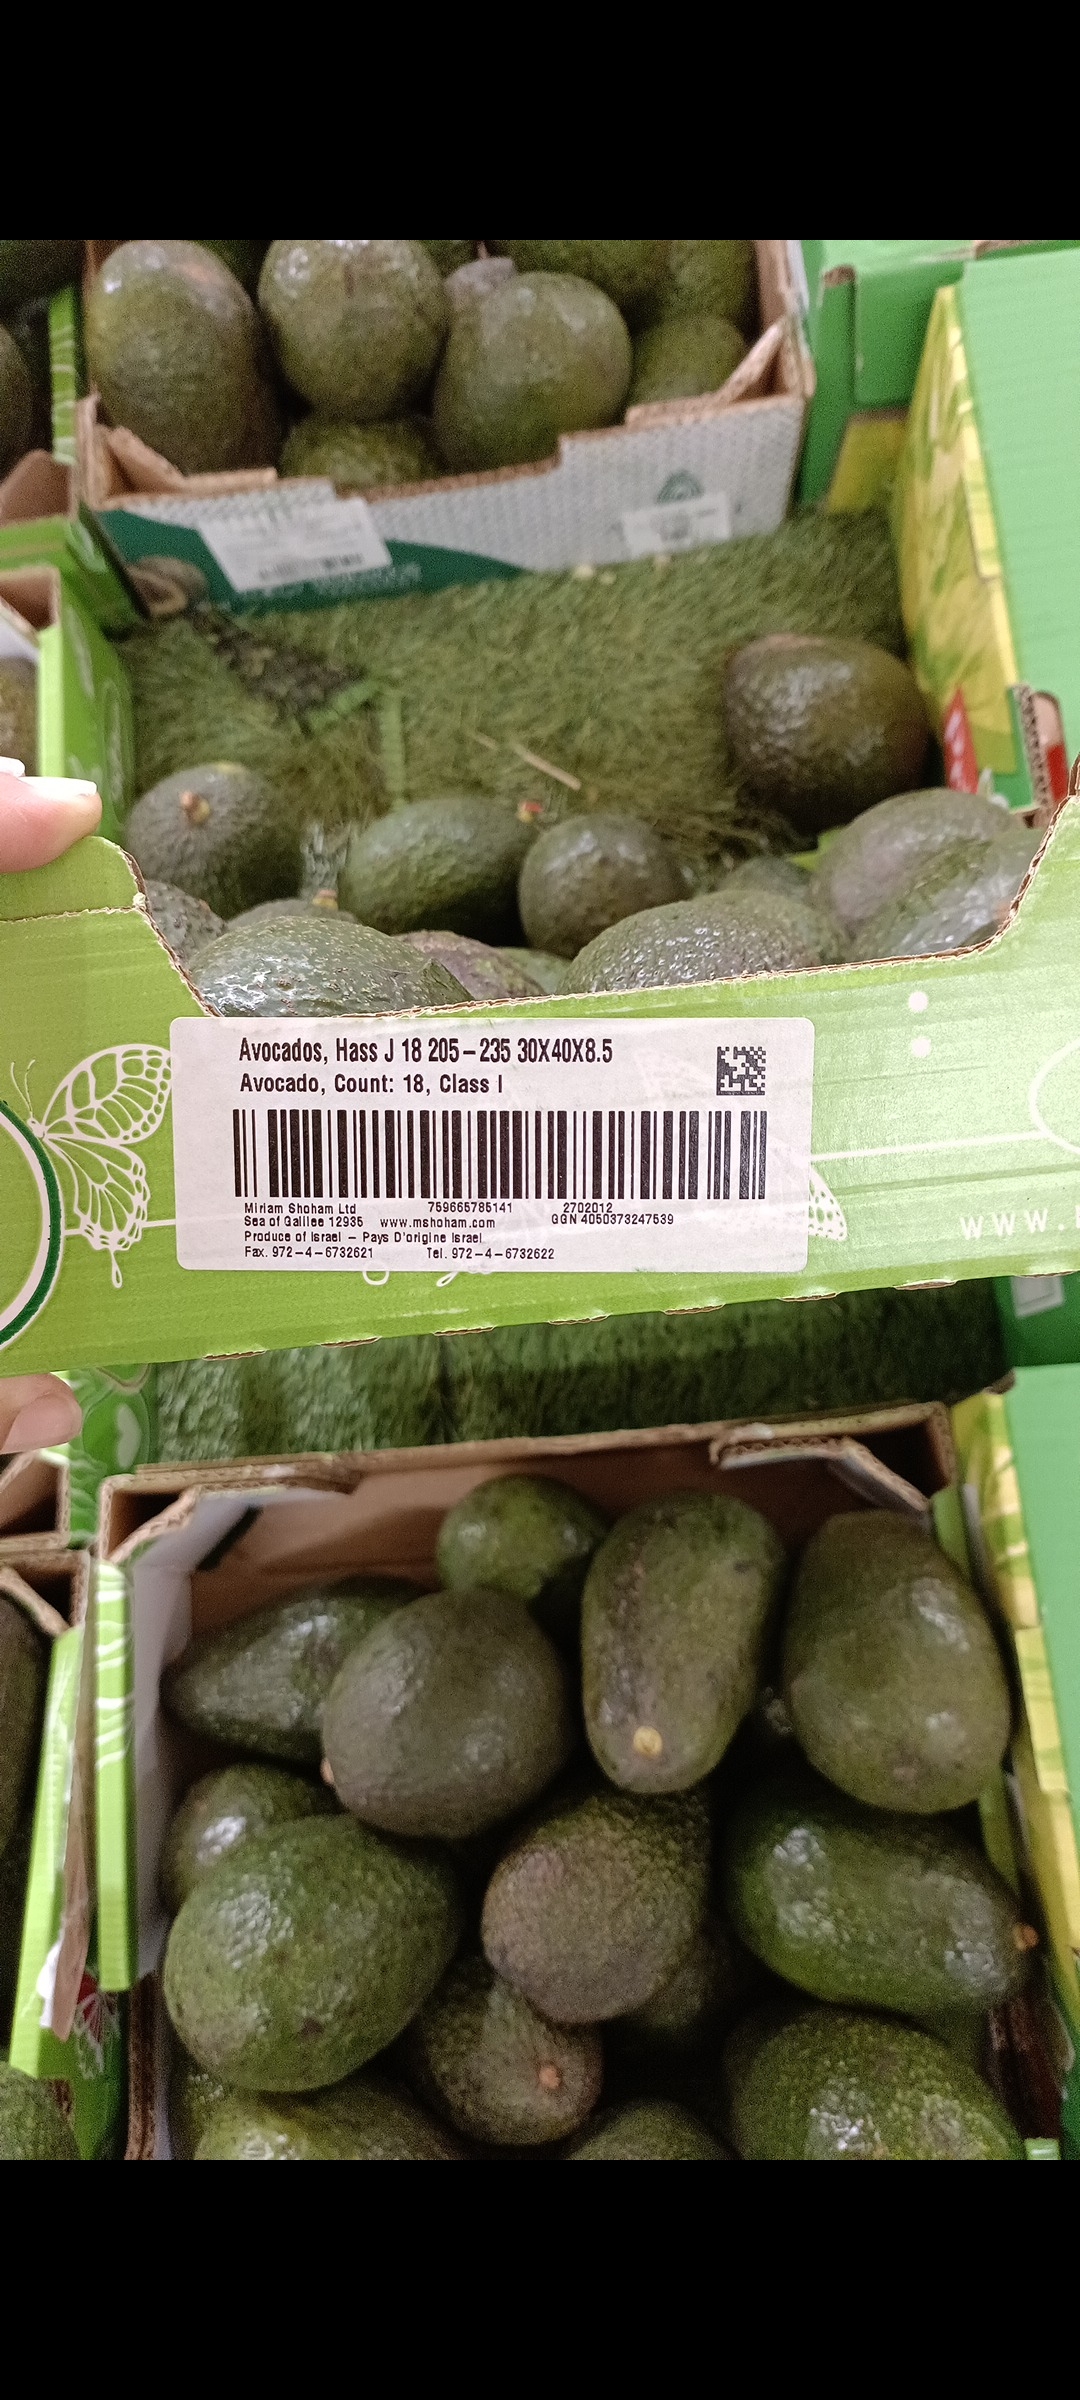 Avocados, Hass J 18 205-235 30X40X8.5
Avocado, Count: 18, Class I
Miriam Shoham Ltd 759665785141 2702012
Sea of Galilee 12935 www.mshoham.com GGN 4050373247539
Produce of Israel - Pays D'origine Israel
Fax. 972-4-6732621 Tel. 972-4-6732622
www.